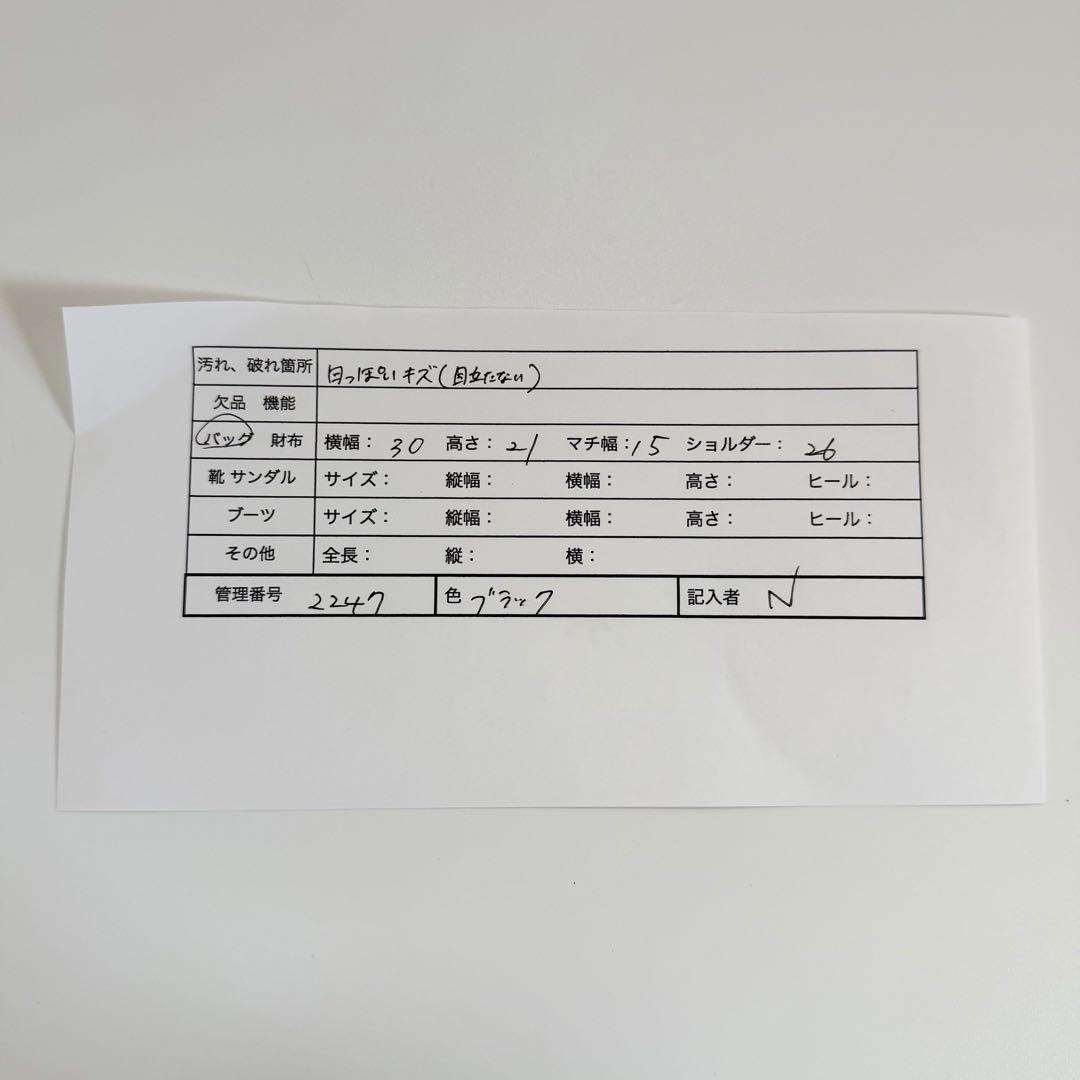 汚れ、破れ箇所 白っぽいキズ(目立たない)
欠品 機能
バッグ 財布 横幅: 30 高さ: 21 マチ幅: 15 ショルダー: 26
靴 サンダル サイズ: 縦幅: 横幅: 高さ: ヒール:
ブーツ サイズ: 縦幅: 横幅: 高さ: ヒール:
その他 全長: 縦: 横:
管理番号 2247 色 ブラック 記入者 N